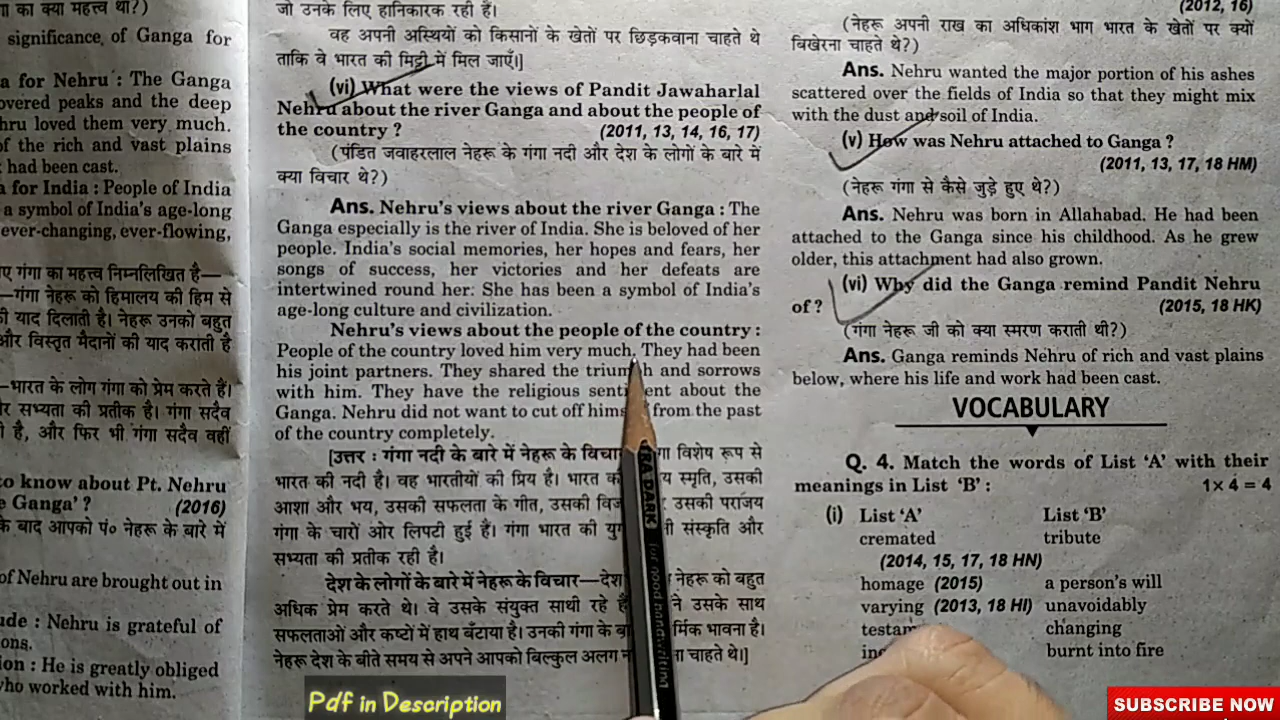 ा का क्या महत्त्व था?)
significance, of Ganga for
a for Nehru : The Ganga
overed peaks and the deep
hru loved them very much.
of the rich and vast plains
had been cast.
a for India : People of India
a symbol of India's age-long
ever-changing, ever-flowing,
ए गंगा का महत्त्व निम्नलिखित है—
—गंगा नेहरू को हिमालय की हिम से
की याद दिलाती है। नेहरू उनको बहुत
और विस्तृत मैदानों की याद कराती है
—भारत के लोग गंगा को प्रेम करते हैं।
र सभ्यता की प्रतीक है। गंगा सदैव
ी है, और फिर भी गंगा सदैव वहीं
to know about Pt. Nehru
e Ganga' ? (2016)
के बाद आपको पं० नेहरू के बारे में
of Nehru are brought out in
ude : Nehru is grateful of
ons.
ion : He is greatly obliged
who worked with him.
जो उनके लिए हानिकारक रही हैं।
वह अपनी अस्थियों को किसानों के खेतों पर छिड़कवाना चाहते थे
ताकि वे भारत की मिट्टी में मिल जाएँ।]
(vi) What were the views of Pandit Jawaharlal
Nehru about the river Ganga and about the people of
the country ? (2011, 13, 14, 16, 17)
(पंडित जवाहरलाल नेहरू के गंगा नदी और देश के लोगों के बारे में
क्या विचार थे?)
Ans. Nehru's views about the river Ganga : The
Ganga especially is the river of India. She is beloved of her
people. India's social memories, her hopes and fears, her
songs of success, her victories and her defeats are
intertwined round her. She has been a symbol of India's
age-long culture and civilization.
Nehru's views about the people of the country :
People of the country loved him very much. They had been
his joint partners. They shared the triumph and sorrows
with him. They have the religious senti ent about the
Ganga. Nehru did not want to cut off hims from the past
of the country completely.
[उत्तर : गंगा नदी के बारे में नेहरू के विचा गा विशेष रूप से
भारत की नदी है। वह भारतीयों की प्रिय है। भारत क य स्मृति, उसकी
आशा और भय, उसकी सफलता के गीत, उसकी विज उसकी पराजय
गंगा के चारों ओर लिपटी हुई हैं। गंगा भारत की यु ी संस्कृति और
सभ्यता की प्रतीक रही है।
देश के लोगों के बारे में नेहरू के विचार—देश नेहरू को बहुत
अधिक प्रेम करते थे। वे उसके संयुक्त साथी रहे ने उसके साथ
सफलताओं और कष्टों में हाथ बँटाया है। उनकी गंगा के ब र्मिक भावना है।
नेहरू देश के बीते समय से अपने आपको बिल्कुल अलग न ा चाहते थे।]
(2012, 16)
(नेहरू अपनी राख का अधिकांश भाग भारत के खेतों पर क्यों
बिखेरना चाहते थे?)
Ans. Nehru wanted the major portion of his ashes
scattered over the fields of India so that they might mix
with the dust and soil of India.
(v) How was Nehru attached to Ganga ?
(2011, 13, 17, 18 HM)
(नेहरू गंगा से कैसे जुड़े हुए थे?)
Ans. Nehru was born in Allahabad. He had been
attached to the Ganga since his childhood. As he grew
older, this attachment had also grown.
(vi) Why did the Ganga remind Pandit Nehru
of ? (2015, 18 HK)
(गंगा नेहरू जी को क्या स्मरण कराती थी?)
Ans. Ganga reminds Nehru of rich and vast plains
below, where his life and work had been cast.
VOCABULARY
Q. 4. Match the words of List 'A' with their
meanings in List 'B' : 1× 4 = 4
(i) List 'A' List 'B'
cremated tribute
(2014, 15, 17, 18 HN)
homage (2015) a person's will
varying (2013, 18 HI) unavoidably
testam changing
ine burnt into fire
HA DARK
for good handwriting
Pdf in Description
SUBSCRIBE NOW